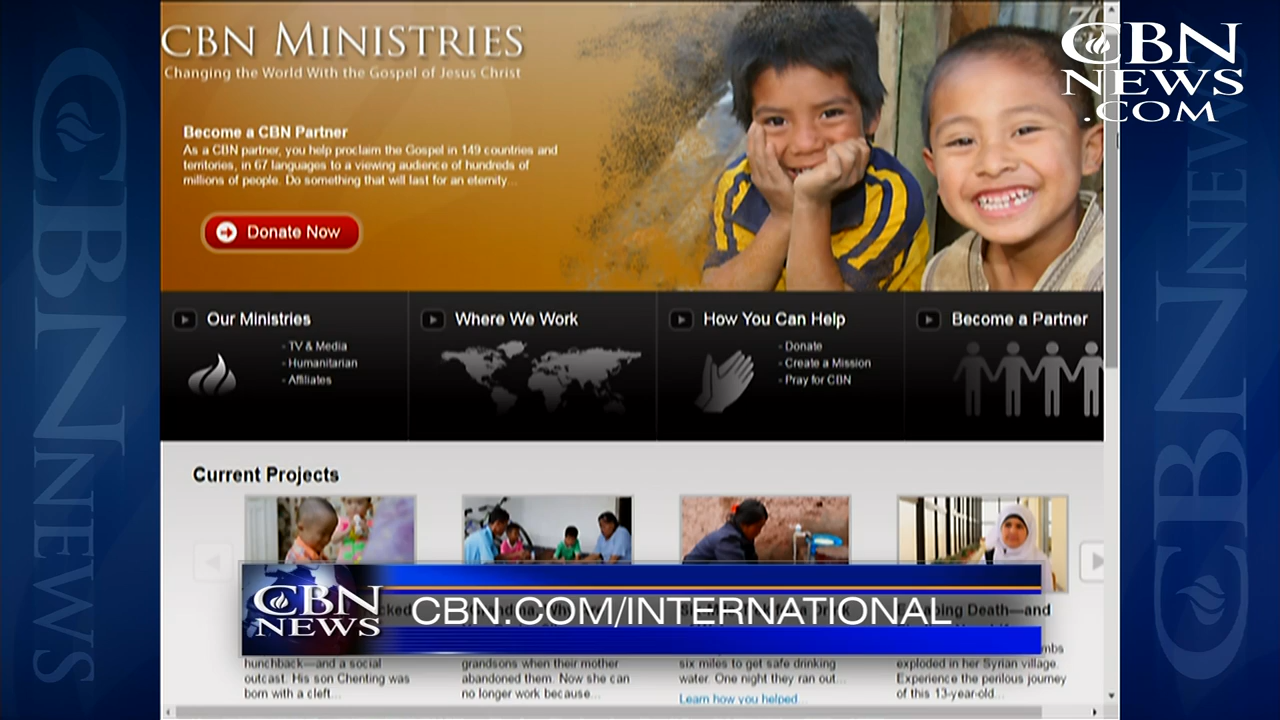 CBN MINISTRIES
Changing the World With the Gospel of Jesus Christ
CBN
NEWS
.COM
Become a CBN Partner
As a CBN partner, you help proclaim the Gospel in 149 countries and
territories, in 67 languages to a viewing audience of hundreds of
millions of people. Do something that will last for an eternity...
Donate Now
Our Ministries
- TV & Media
- Humanitarian
- Affiliates
Where We Work
How You Can Help
- Donate
- Create a Mission
- Pray for CBN
Become a Partner
Current Projects
CBN
NEWS
CBN.COM/INTERNATIONAL
Death—and
hunchback—and a social
outcast. His son Chenting was
born with a cleft...
grandsons when their mother
abandoned them. Now she can
no longer work because...
six miles to get safe drinking
water. One night they ran out...
Learn how you helped...
exploded in her Syrian village.
Experience the perilous journey
of this 13-year-old...
CBN NEWS
CBN NEWS